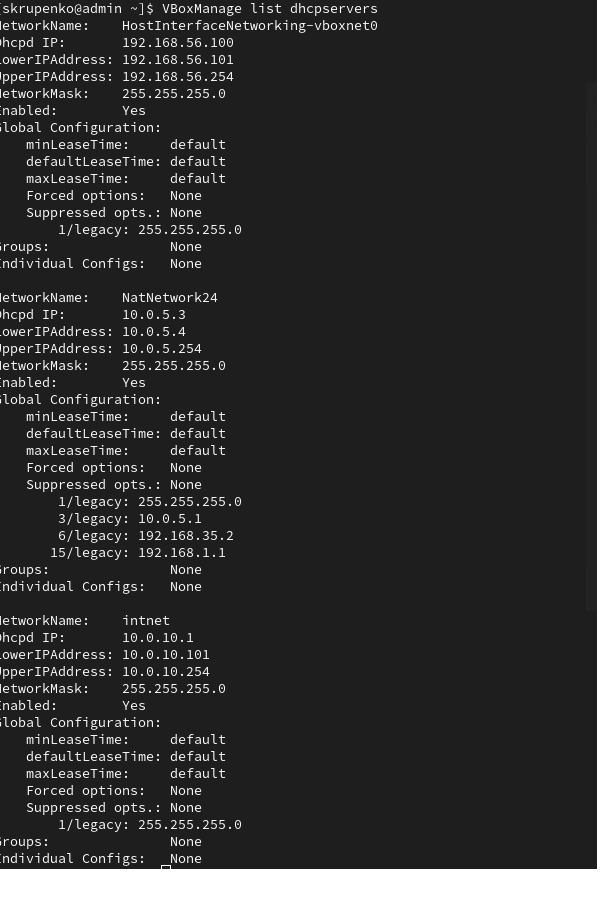 [skrupenko@admin ~]$ VBoxManage list dhcpservers
NetworkName:    HostInterfaceNetworking-vboxnet0
Dhcpd IP:       192.168.56.100
LowerIPAddress: 192.168.56.101
UpperIPAddress: 192.168.56.254
NetworkMask:    255.255.255.0
Enabled:        Yes
Global Configuration:
    minLeaseTime:     default
    defaultLeaseTime: default
    maxLeaseTime:     default
    Forced options:   None
    Suppressed opts.: None
        1/legacy: 255.255.255.0
Groups:               None
Individual Configs:   None

NetworkName:    NatNetwork24
Dhcpd IP:       10.0.5.3
LowerIPAddress: 10.0.5.4
UpperIPAddress: 10.0.5.254
NetworkMask:    255.255.255.0
Enabled:        Yes
Global Configuration:
    minLeaseTime:     default
    defaultLeaseTime: default
    maxLeaseTime:     default
    Forced options:   None
    Suppressed opts.: None
        1/legacy: 255.255.255.0
        3/legacy: 10.0.5.1
        6/legacy: 192.168.35.2
       15/legacy: 192.168.1.1
Groups:               None
Individual Configs:   None

NetworkName:    intnet
Dhcpd IP:       10.0.10.1
LowerIPAddress: 10.0.10.101
UpperIPAddress: 10.0.10.254
NetworkMask:    255.255.255.0
Enabled:        Yes
Global Configuration:
    minLeaseTime:     default
    defaultLeaseTime: default
    maxLeaseTime:     default
    Forced options:   None
    Suppressed opts.: None
        1/legacy: 255.255.255.0
Groups:               None
Individual Configs:   None